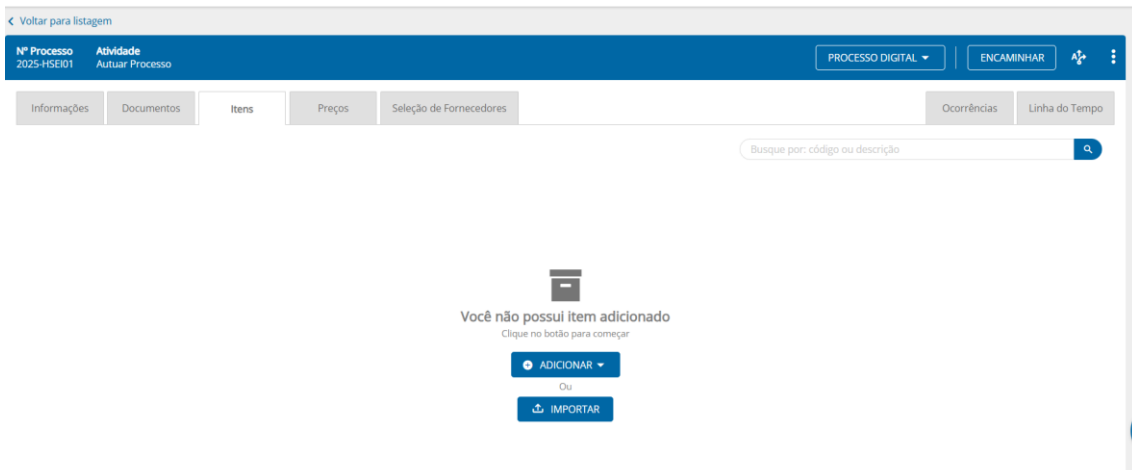 Voltar para listagem
Nº Processo Atividade
2025-HSEI01 Autuar Processo
PROCESSO DIGITAL
ENCAMINHAR
Informações Documentos Itens Preços Seleção de Fornecedores Ocorrências Linha do Tempo
Busque por: código ou descrição
Você não possui item adicionado
Clique no botão para começar
ADICIONAR
Ou
IMPORTAR